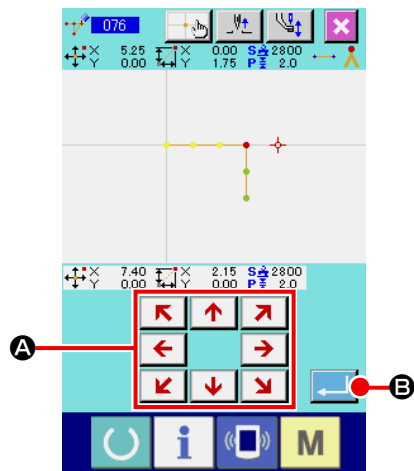 076
X 5.25 X 0.00 S 2800
Y 0.00 Y 1.75 P 2.0
X 7.40 X 2.15 S 2800
Y 0.00 Y 0.00 P 2.0
A
B
i M